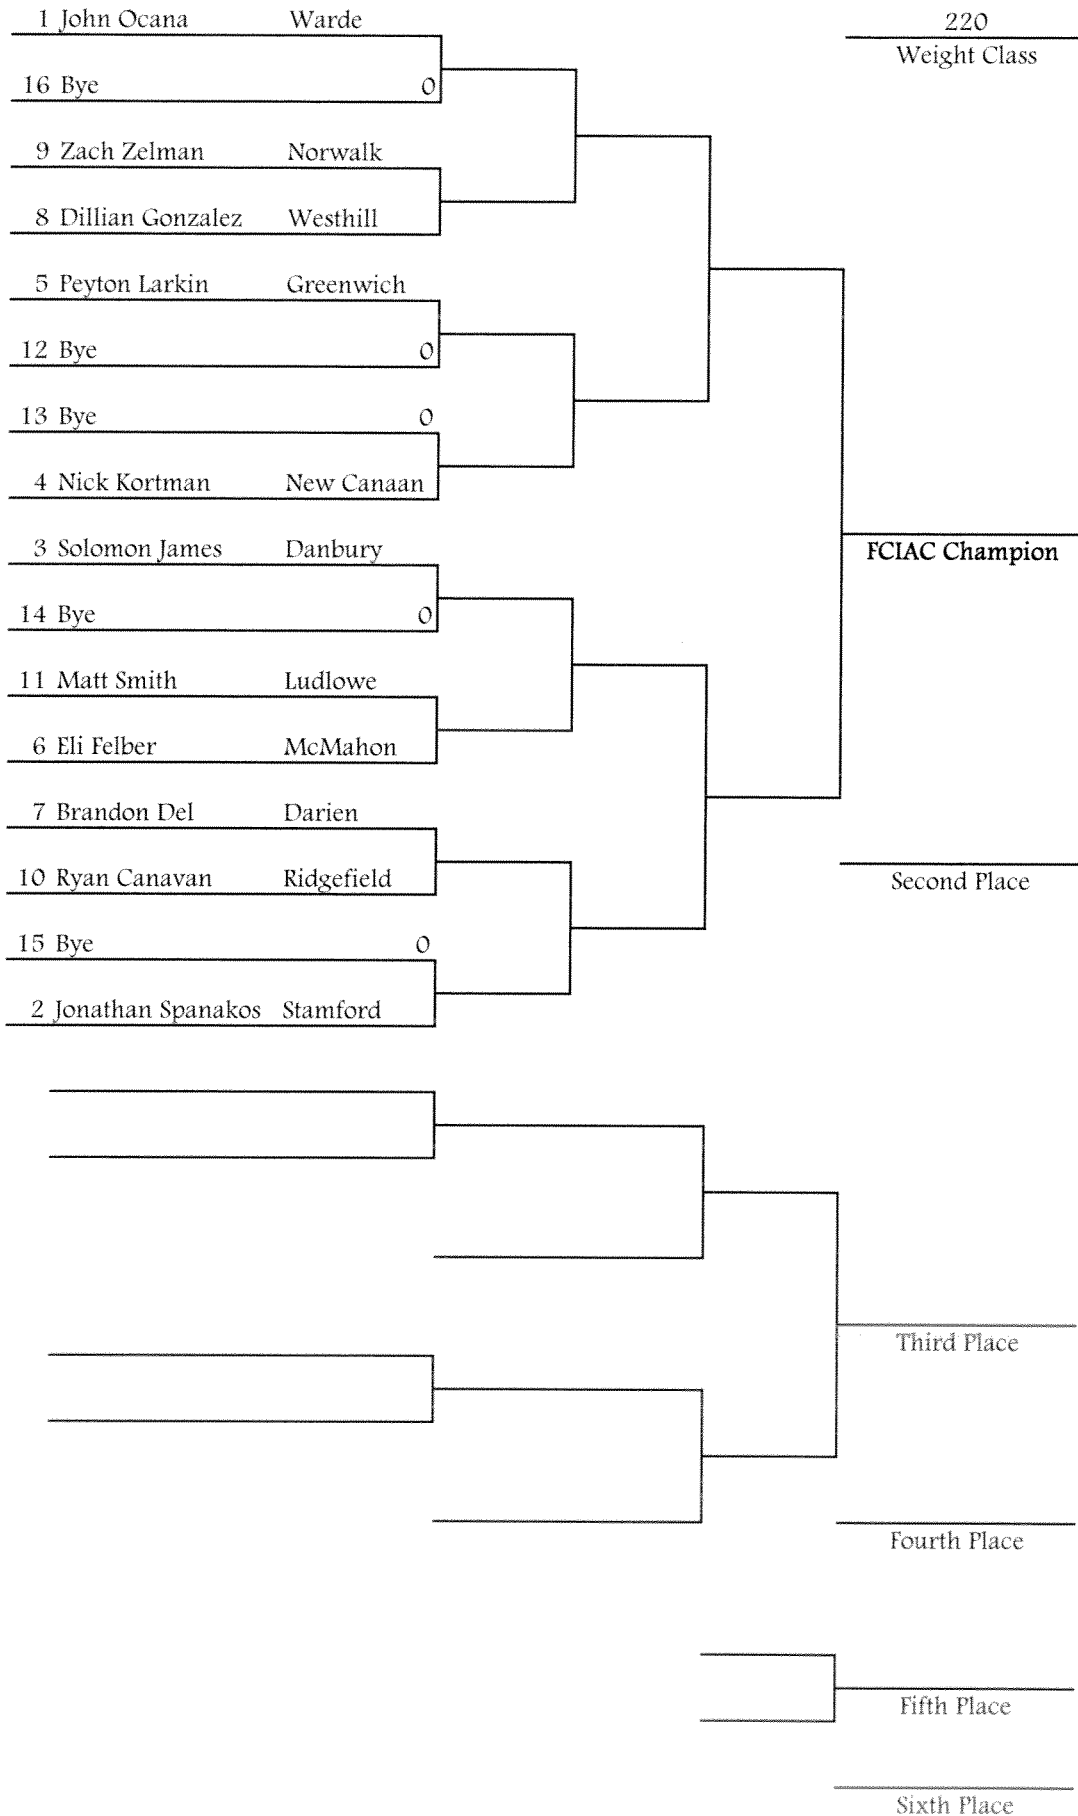 1 John Ocana Warde
220
Weight Class
16 Bye 0
9 Zach Zelman Norwalk
8 Dillian Gonzalez Westhill
5 Peyton Larkin Greenwich
12 Bye 0
13 Bye 0
4 Nick Kortman New Canaan
3 Solomon James Danbury
FCIAC Champion
14 Bye 0
11 Matt Smith Ludlowe
6 Eli Felber McMahon
7 Brandon Del Darien
10 Ryan Canavan Ridgefield
Second Place
15 Bye 0
2 Jonathan Spanakos Stamford
Third Place
Fourth Place
Fifth Place
Sixth Place